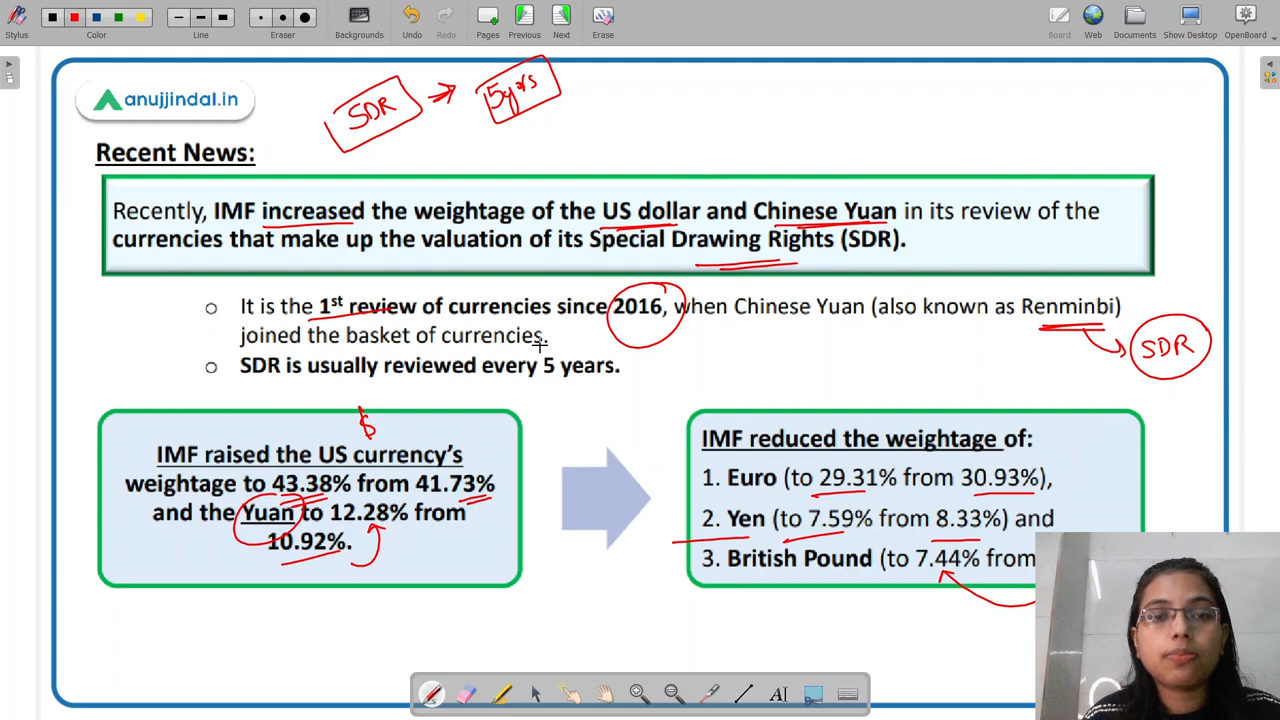 Stylus
Color
Line
Eraser
Backgrounds
Undo
Redo
Pages
Previous
Next
Erase
Board
Web
Documents
Show Desktop
OpenBoard
anujjindal.in
SDR → 5yrs
Recent News:
Recently, IMF increased the weightage of the US dollar and Chinese Yuan in its review of the
currencies that make up the valuation of its Special Drawing Rights (SDR).
It is the 1st review of currencies since 2016, when Chinese Yuan (also known as Renminbi)
joined the basket of currencies.
SDR
SDR is usually reviewed every 5 years.
$
IMF raised the US currency's
weightage to 43.38% from 41.73%
and the Yuan to 12.28% from
10.92%.
IMF reduced the weightage of:
1. Euro (to 29.31% from 30.93%),
2. Yen (to 7.59% from 8.33%) and
3. British Pound (to 7.44% from
AI